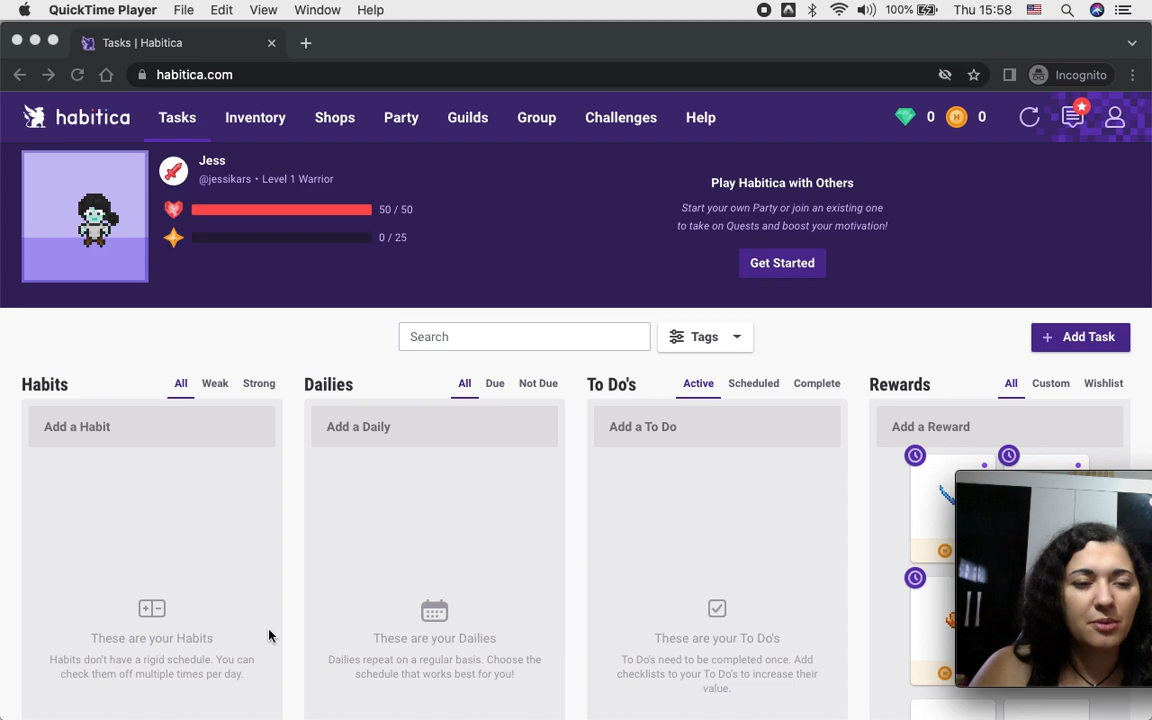 QuickTime Player File Edit View Window Help 100% Thu 15:58
Tasks | Habitica
habitica.com Incognito
habitica Tasks Inventory Shops Party Guilds Group Challenges Help 0 H 0
Jess
@jessikars • Level 1 Warrior
50 / 50
0 / 25
Play Habitica with Others
Start your own Party or join an existing one
to take on Quests and boost your motivation!
Get Started
Search Tags + Add Task
Habits All Weak Strong
Add a Habit
These are your Habits
Habits don't have a rigid schedule. You can
check them off multiple times per day.
Dailies All Due Not Due
Add a Daily
These are your Dailies
Dailies repeat on a regular basis. Choose the
schedule that works best for you!
To Do's Active Scheduled Complete
Add a To Do
These are your To Do's
To Do's need to be completed once. Add
checklists to your To Do's to increase their
value.
Rewards All Custom Wishlist
Add a Reward